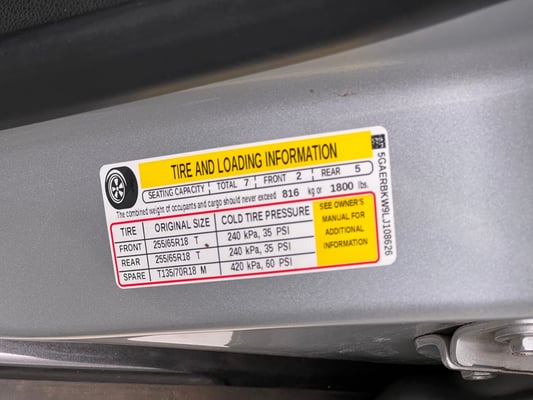 TIRE AND LOADING INFORMATION
SEATING CAPACITY TOTAL 7 FRONT 2 REAR 5
The combined weight of occupants and cargo should never exceed 816 kg or 1800 lbs.
TIRE ORIGINAL SIZE COLD TIRE PRESSURE
FRONT 255/65R18 T 240 kPa, 35 PSI
REAR 255/65R18 T 240 kPa, 35 PSI
SPARE T135/70R18 M 420 kPa, 60 PSI
SEE OWNER'S
MANUAL FOR
ADDITIONAL
INFORMATION
5GAERBKW9LJ108626